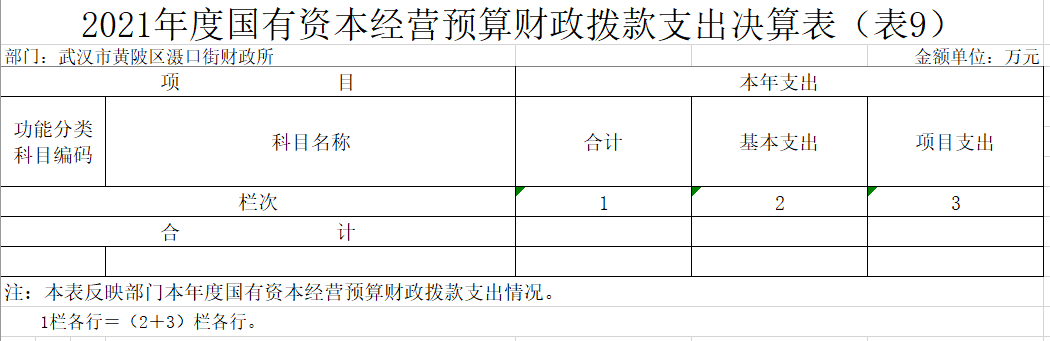 2021年度国有资本经营预算财政拨款支出决算表（表9）
部门：武汉市黄陂区滠口街财政所 金额单位：万元
项 目 本年支出
功能分类
科目编码 科目名称 合计 基本支出 项目支出
栏次 1 2 3
合 计
注：本表反映部门本年度国有资本经营预算财政拨款支出情况。
1栏各行＝（2＋3）栏各行。